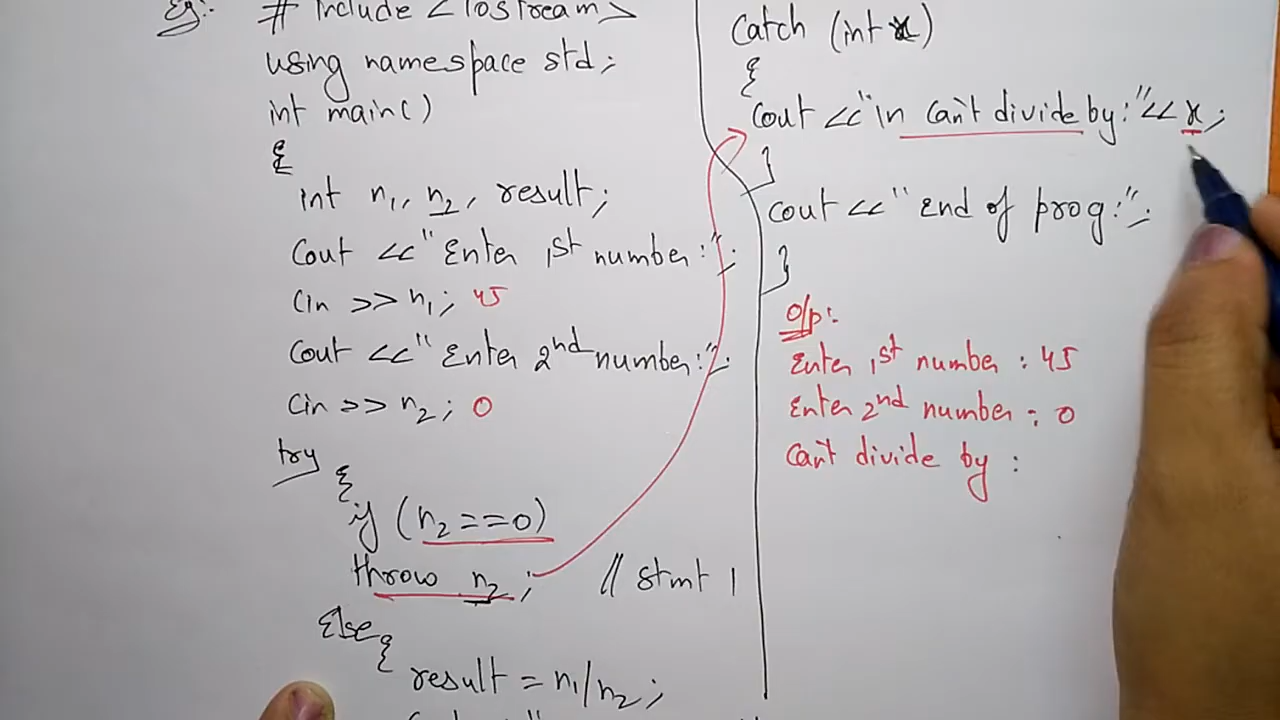 Eg:- # include <iostream>
using namespace std;
int main()
{
int n1, n2, result;
Cout <<"Enter 1st number:";
Cin >> n1; 45
Cout <<"Enter 2nd number:";
Cin >> n2; 0
try
{
if (n2==0)
throw n2; // stmt 1
Else
{
result = n1/n2;
Catch (int x)
{
Cout <<"\n Can't divide by:"<< x;
}
Cout <<" End of prog:";
}
O/p:
Enter 1st number : 45
Enter 2nd number : 0
Can't divide by :